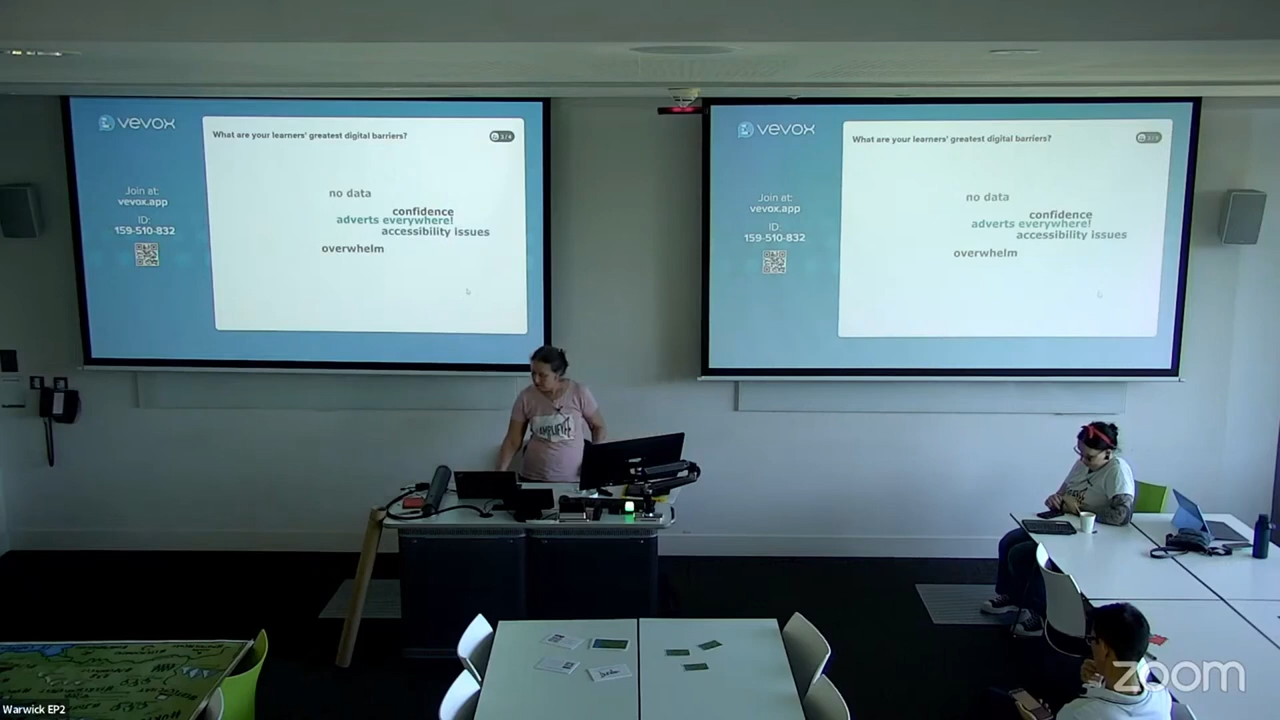 vevox
What are your learners' greatest digital barriers?
Join at:
vevox.app
ID:
159-510-832
no data
confidence
adverts everywhere!
accessibility issues
overwhelm
vevox
What are your learners' greatest digital barriers?
Join at:
vevox.app
ID:
159-510-832
no data
confidence
adverts everywhere!
accessibility issues
overwhelm
AMPLIFY
zoom
Warwick EP2